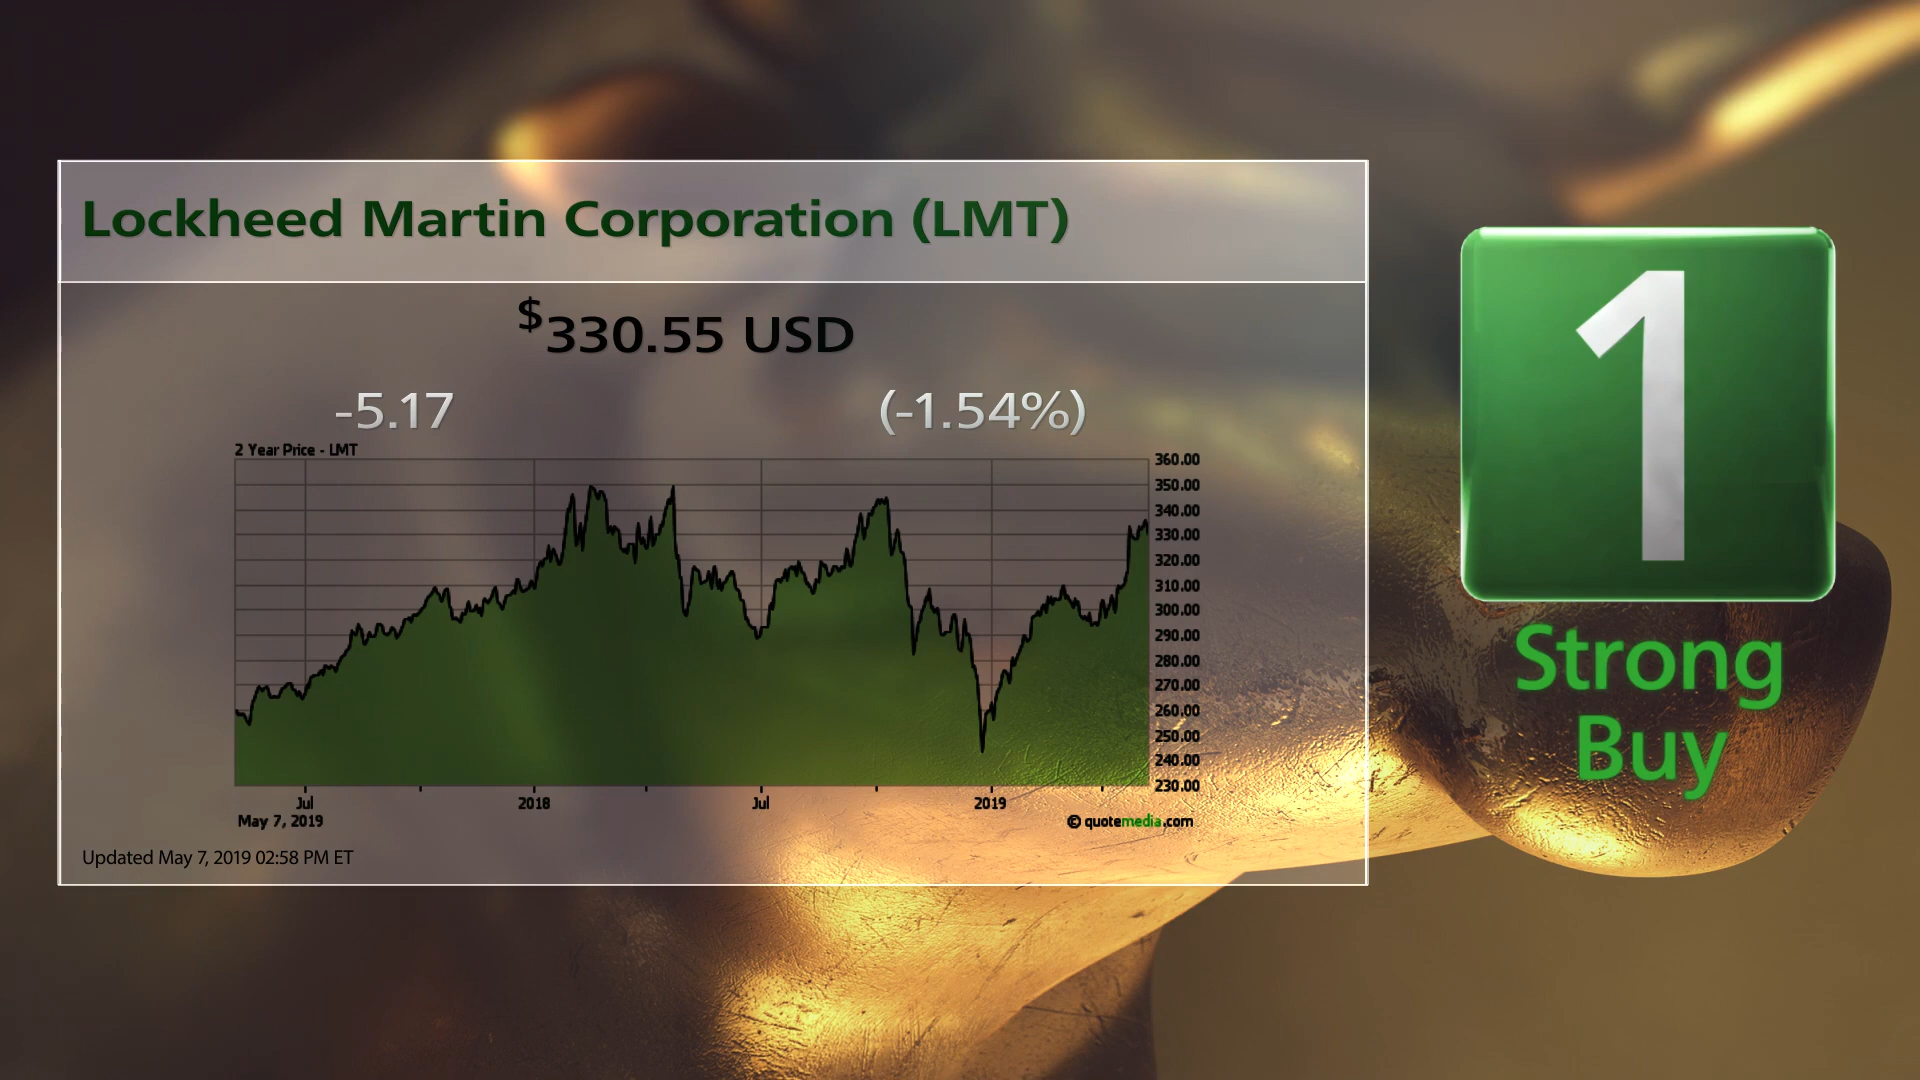 Lockheed Martin Corporation (LMT)
$330.55 USD
-5.17 (-1.54%)
2 Year Price - LMT
360.00
350.00
340.00
330.00
320.00
310.00
300.00
290.00
280.00
270.00
260.00
250.00
240.00
230.00
Jul 2018 Jul 2019
May 7, 2019 © quotemedia.com
Updated May 7, 2019 02:58 PM ET
1
Strong
Buy